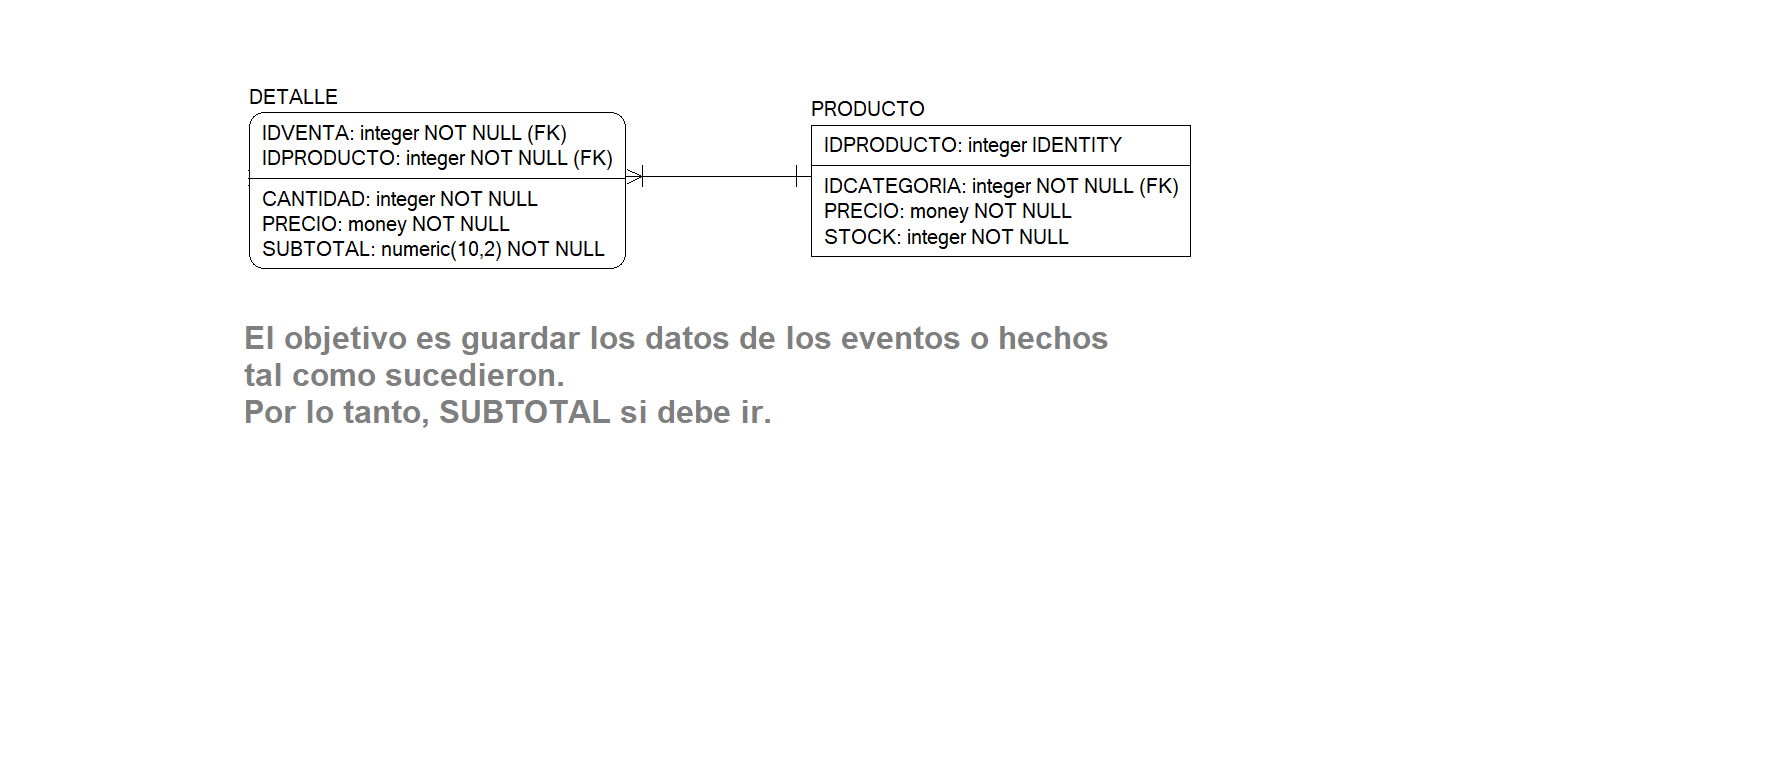 DETALLE
IDVENTA: integer NOT NULL (FK)
IDPRODUCTO: integer NOT NULL (FK)
CANTIDAD: integer NOT NULL
PRECIO: money NOT NULL
SUBTOTAL: numeric(10,2) NOT NULL
PRODUCTO
IDPRODUCTO: integer IDENTITY
IDCATEGORIA: integer NOT NULL (FK)
PRECIO: money NOT NULL
STOCK: integer NOT NULL
El objetivo es guardar los datos de los eventos o hechos
tal como sucedieron.
Por lo tanto, SUBTOTAL si debe ir.